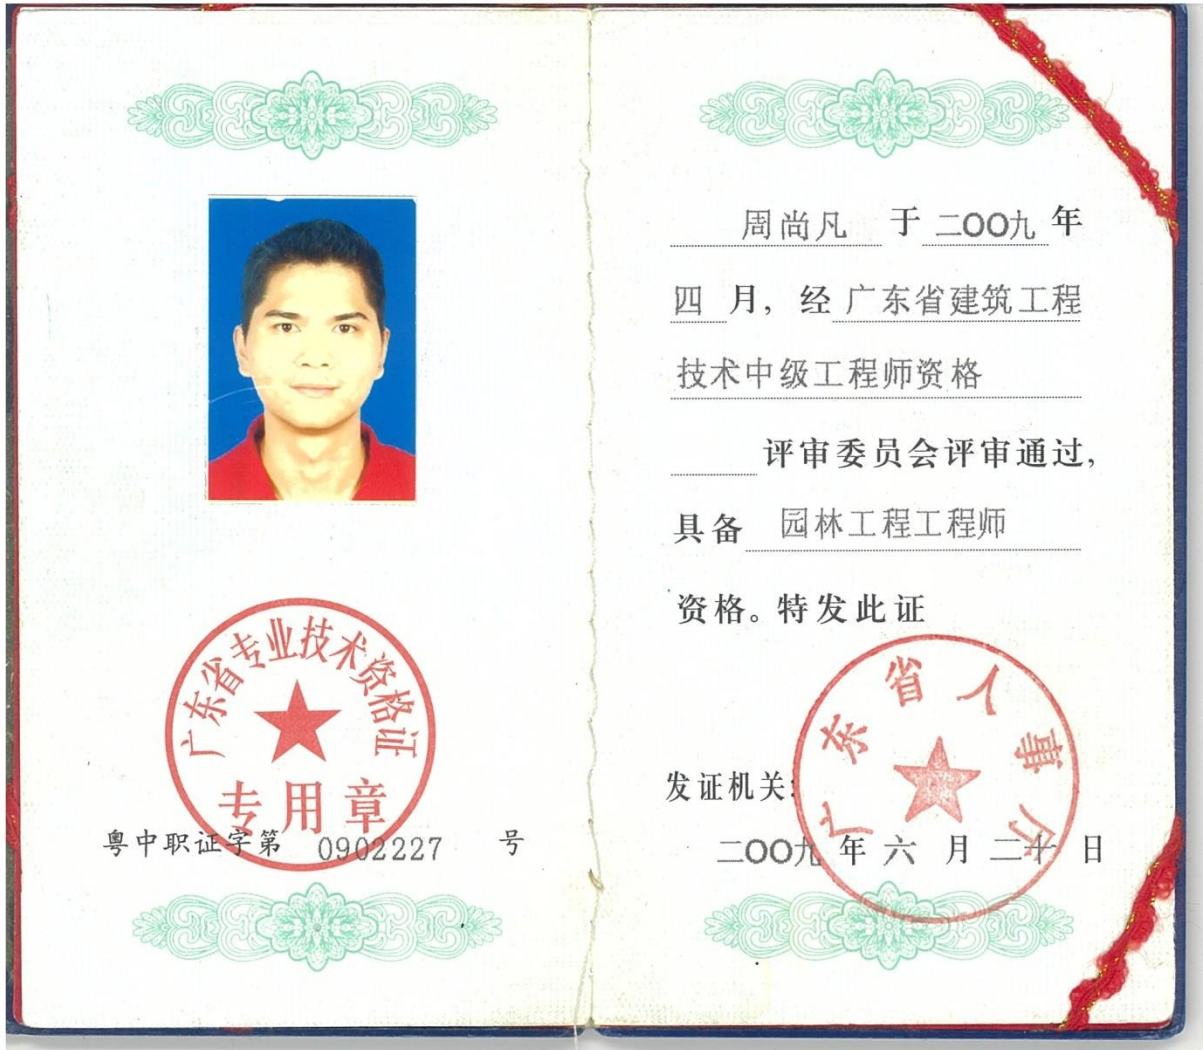 广东省专业技术资格证
专用章
粤中职证字第 0902227 号
周尚凡 于 二〇〇九 年
四 月, 经 广东省建筑工程
技术中级工程师资格
评审委员会评审通过,
具备 园林工程工程师
资格。特发此证
广东省人事厅
发证机关:
二〇〇九 年 六 月 二十 日